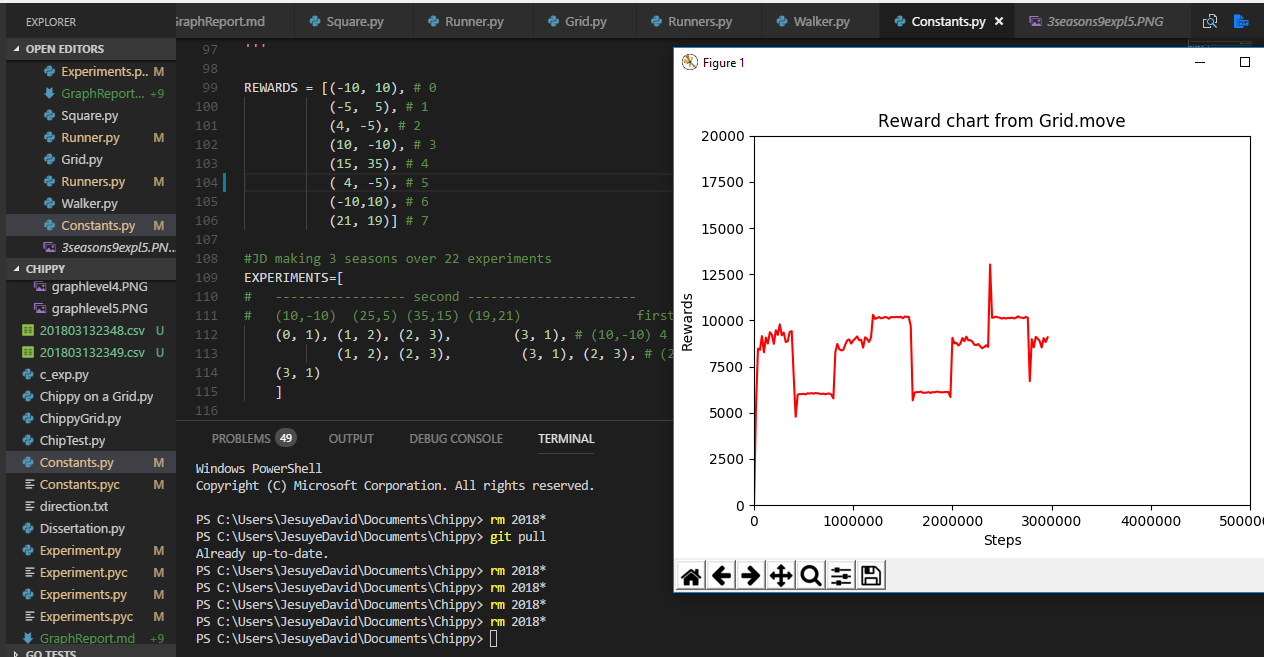 EXPLORER
OPEN EDITORS
Experiments.p.. M
GraphReport... +9
Square.py
Runner.py M
Grid.py
Runners.py M
Walker.py
Constants.py M
3seasons9expl5.PN...
CHIPPY
graphlevel4.PNG
graphlevel5.PNG
201803132348.csv U
201803132349.csv U
c_exp.py
Chippy on a Grid.py
ChippyGrid.py
ChipTest.py
Constants.py M
Constants.pyc M
direction.txt
Dissertation.py
Experiment.py M
Experiment.pyc M
Experiments.py M
Experiments.pyc M
GraphReport.md +9
GO TESTS
GraphReport.md Square.py Runner.py Grid.py Runners.py Walker.py Constants.py × 3seasons9expl5.PNG
97 '''
98
99 REWARDS = [(-10, 10), # 0
100 (-5,  5), # 1
101 (4, -5), # 2
102 (10, -10), # 3
103 (15, 35), # 4
104 ( 4, -5), # 5
105 (-10,10), # 6
106 (21, 19)] # 7
107
108 #JD making 3 seasons over 22 experiments
109 EXPERIMENTS=[
110 #   ----------------- second ----------------------
111 #   (10,-10)  (25,5) (35,15) (19,21)               first
112 (0, 1), (1, 2), (2, 3),        (3, 1), # (10,-10) 4
113 (1, 2), (2, 3),         (3, 1), (2, 3), # (2
114 (3, 1)
115 ]
116
PROBLEMS 49 OUTPUT DEBUG CONSOLE TERMINAL
Windows PowerShell
Copyright (C) Microsoft Corporation. All rights reserved.
PS C:\Users\JesuyeDavid\Documents\Chippy> rm 2018*
PS C:\Users\JesuyeDavid\Documents\Chippy> git pull
Already up-to-date.
PS C:\Users\JesuyeDavid\Documents\Chippy> rm 2018*
PS C:\Users\JesuyeDavid\Documents\Chippy> rm 2018*
PS C:\Users\JesuyeDavid\Documents\Chippy> rm 2018*
PS C:\Users\JesuyeDavid\Documents\Chippy> rm 2018*
PS C:\Users\JesuyeDavid\Documents\Chippy>
Figure 1
Reward chart from Grid.move
20000
17500
15000
12500
10000
7500
5000
2500
0
Rewards
0 1000000 2000000 3000000 4000000 500000
Steps